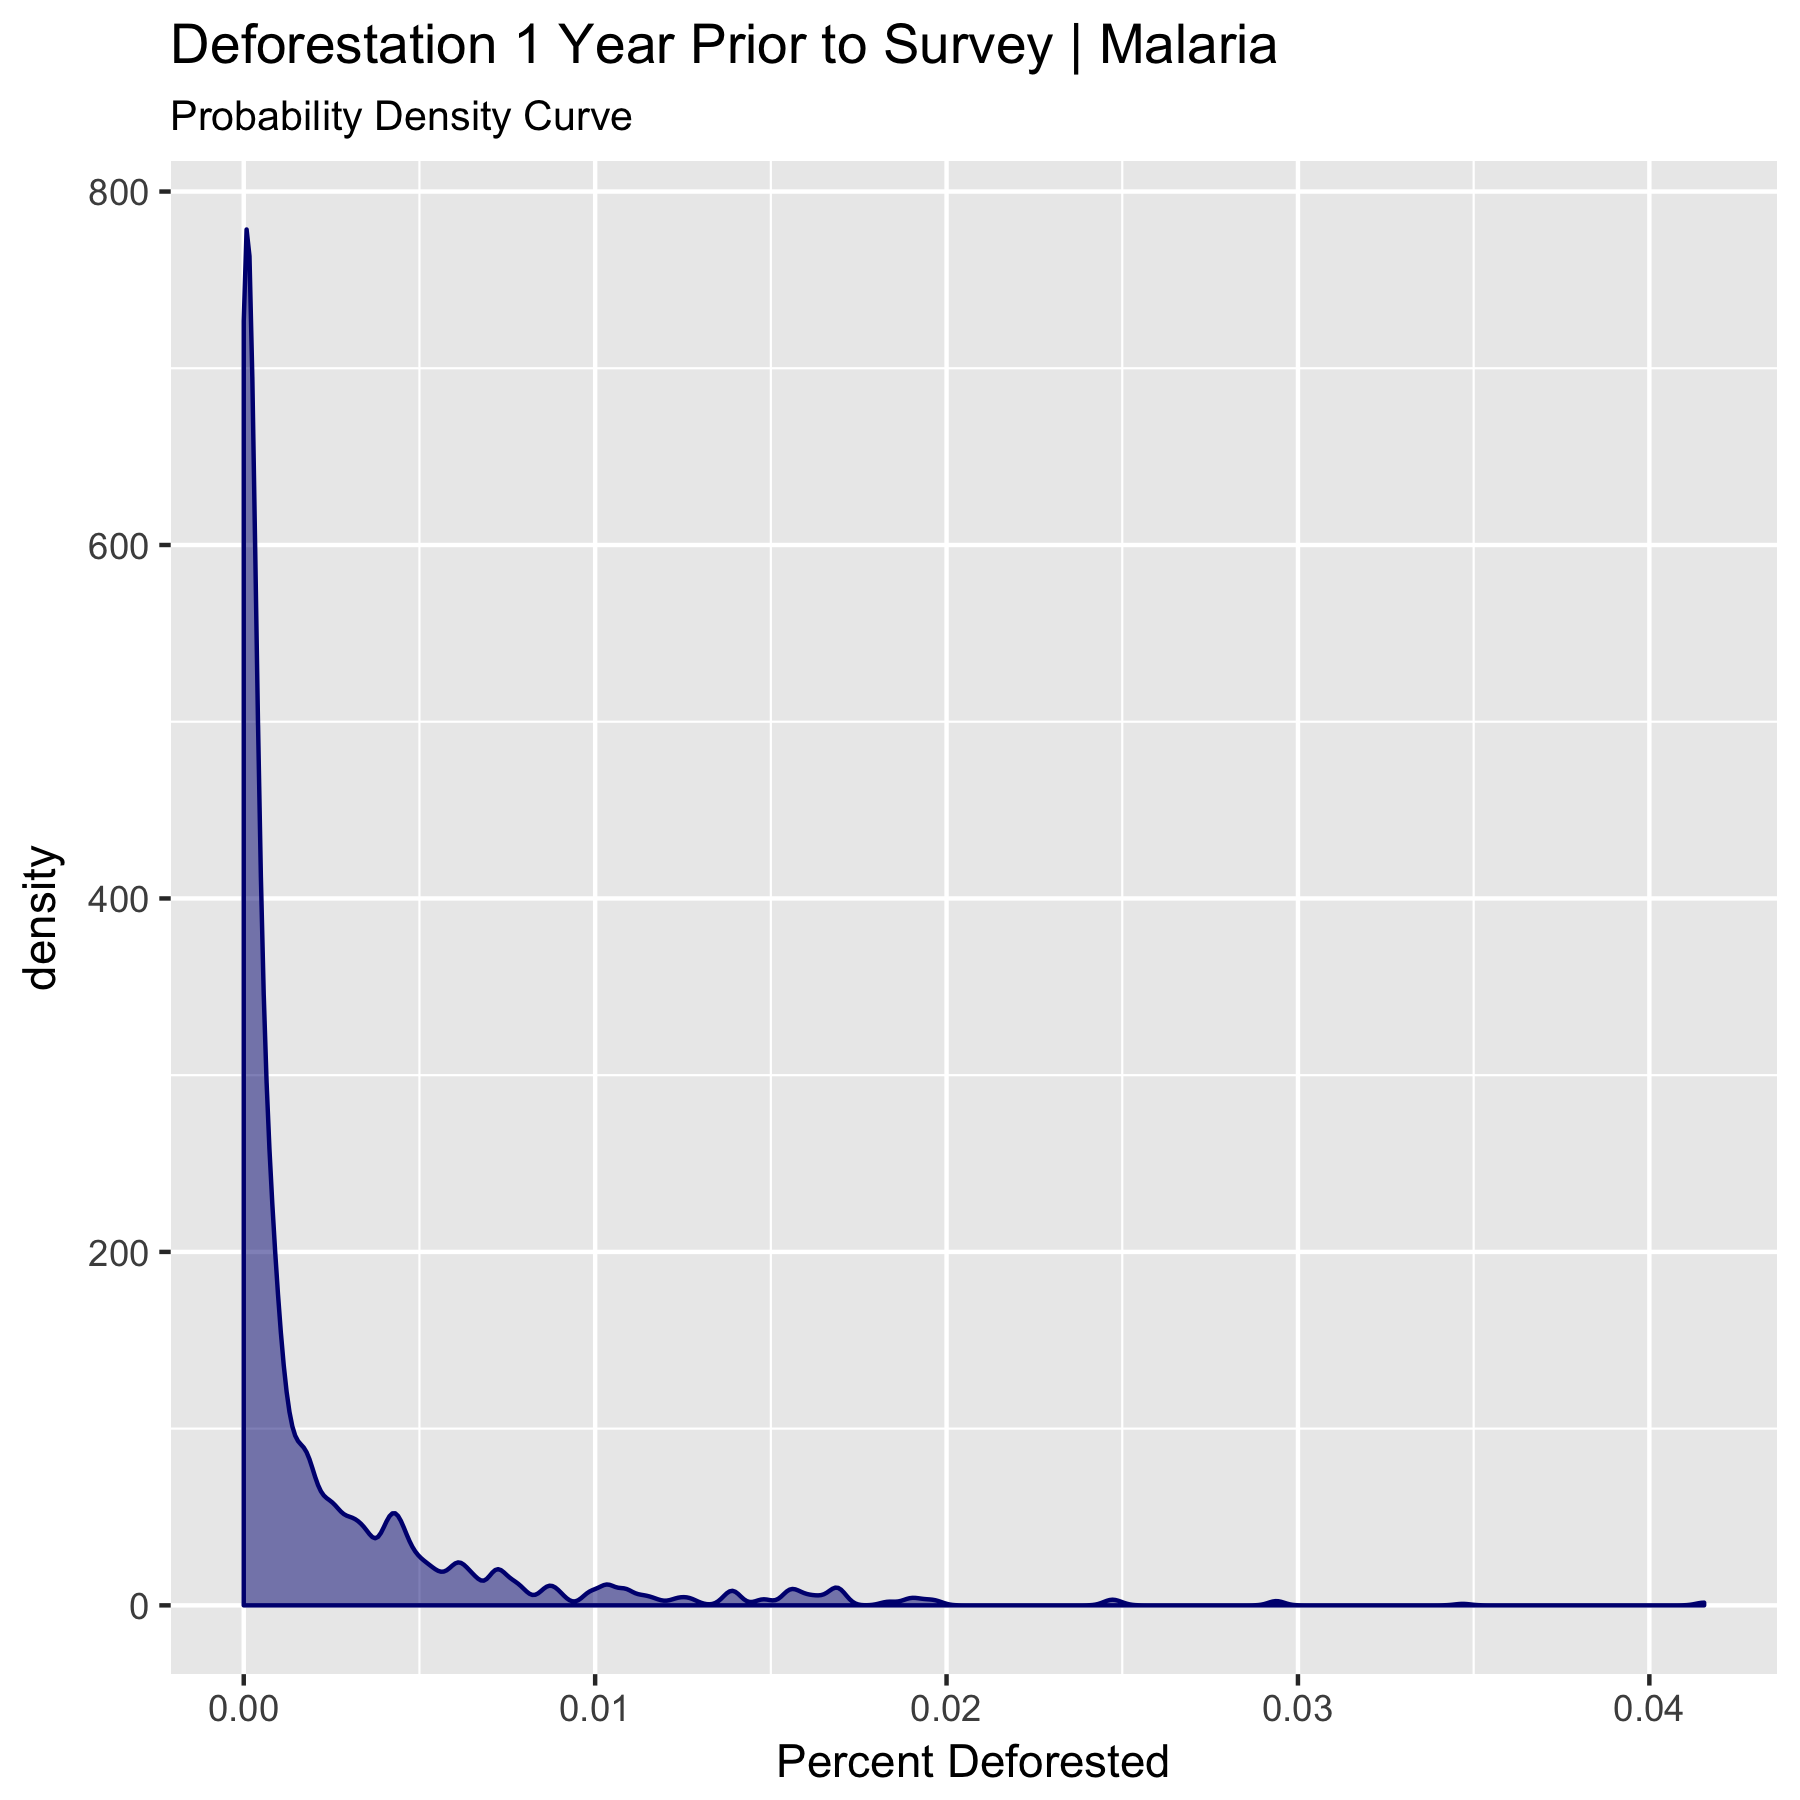 Deforestation 1 Year Prior to Survey | Malaria
Probability Density Curve
density
800
600
400
200
0
0.00 0.01 0.02 0.03 0.04
Percent Deforested